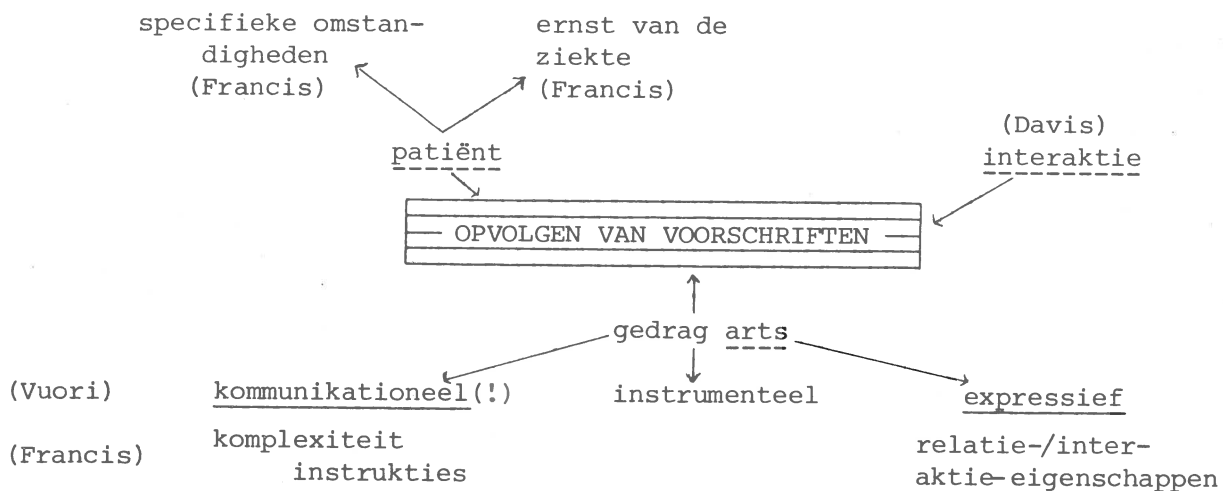 specifieke omstan-
digheden
(Francis)
ernst van de
ziekte
(Francis)
patiënt
(Davis)
interaktie
OPVOLGEN VAN VOORSCHRIFTEN
gedrag arts
(Vuori)
kommunikationeel(!)
instrumenteel
expressief
(Francis)
komplexiteit
instrukties
relatie-/inter-
aktie-eigenschappen